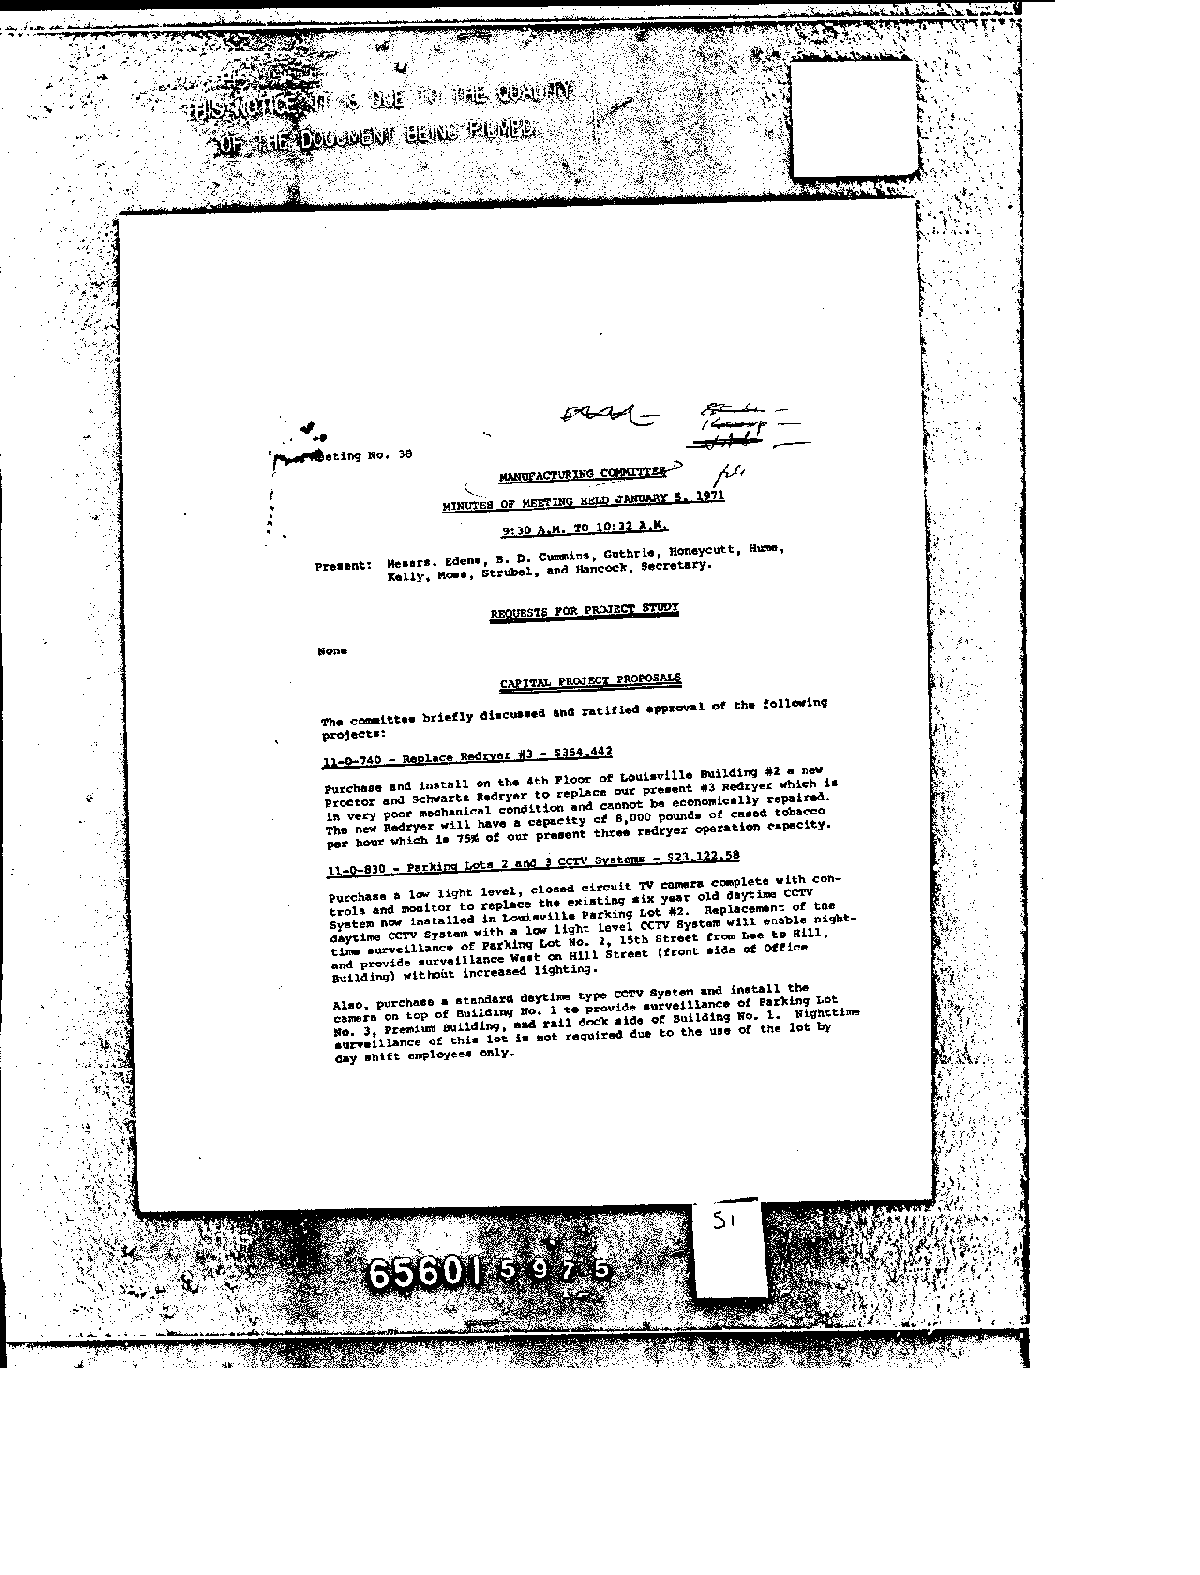 THIS NOTICE IT IS DUE TO THE QUALITY
OF THE DOCUMENT BEING FILMED
Meeting No. 38
MANUFACTURING COMMITTEE
MINUTES OF MEETING HELD JANUARY 5, 1971
9:30 A.M. TO 10:32 A.M.
Present: Messrs. Edens, B. D. Cummins, Guthrie, Honeycutt, Hume,
Kelly, Moss, Strubel, and Hancock, Secretary.
REQUESTS FOR PROJECT STUDY
None
CAPITAL PROJECT PROPOSALS
The committee briefly discussed and ratified approval of the following
projects:
11-0-740 - Replace Redryer #3 - $354,442
Purchase and install on the 4th Floor of Louisville Building #2 a new
Proctor and Schwartz Redryer to replace our present #3 Redryer which is
in very poor mechanical condition and cannot be economically repaired.
The new Redryer will have a capacity of 8,000 pounds of cased tobacco
per hour which is 75% of our present three redryer operation capacity.
11-0-830 - Parking Lots 2 and 3 CCTV Systems - $23,122.58
Purchase a low light level, closed circuit TV camera complete with con-
trols and monitor to replace the existing six year old daytime CCTV
System now installed in Louisville Parking Lot #2. Replacement of the
daytime CCTV System with a low light level CCTV System will enable night-
time surveillance of Parking Lot No. 2, 15th Street from Lee to Hill,
and provide surveillance West on Hill Street (front side of Office
Building) without increased lighting.
Also, purchase a standard daytime type CCTV System and install the
camera on top of Building No. 1 to provide surveillance of Parking Lot
No. 3, Premium Building, and rail dock side of Building No. 1. Nighttime
surveillance of this lot is not required due to the use of the lot by
day shift employees only.
51
65601 5975